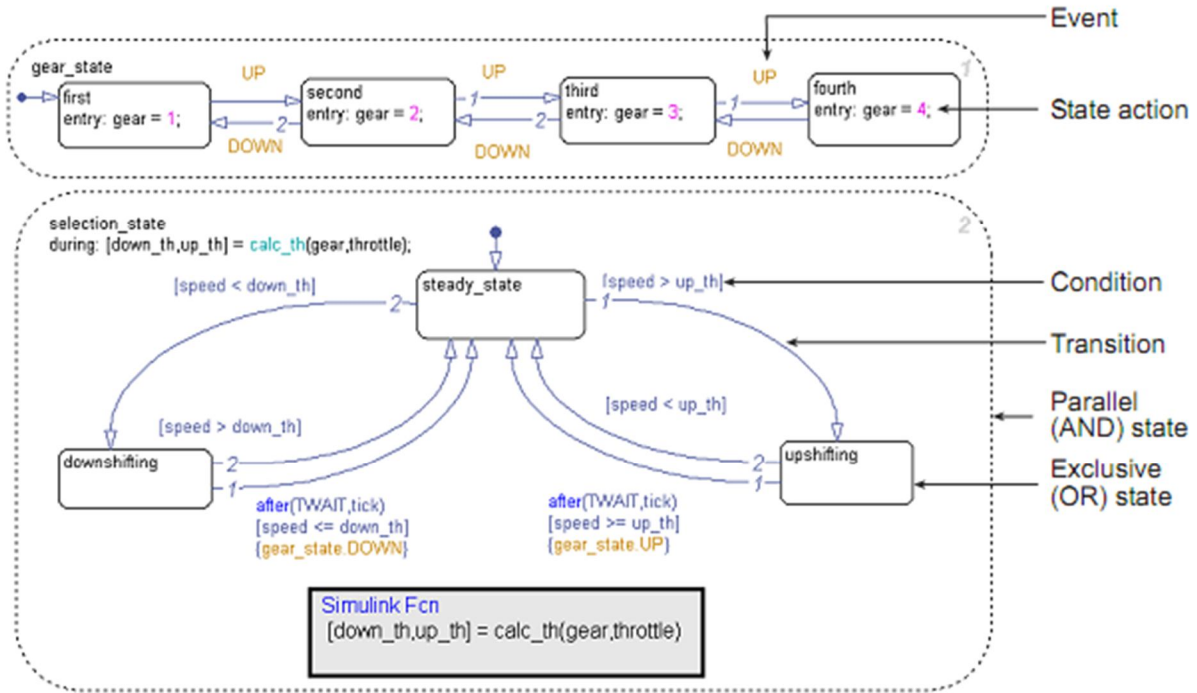 Event
gear_state
1
UP
UP
UP
first
entry: gear = 1;
second
entry: gear = 2;
third
entry: gear = 3;
fourth
entry: gear = 4;
State action
1
1
2
2
DOWN
DOWN
DOWN
selection_state
during: [down_th,up_th] = calc_th(gear,throttle);
2
[speed < down_th]
steady_state
[speed > up_th]
Condition
2
1
Transition
[speed > down_th]
[speed < up_th]
Parallel
(AND) state
downshifting
2
1
upshifting
2
1
Exclusive
(OR) state
after(TWAIT,tick)
[speed <= down_th]
{gear_state.DOWN}
after(TWAIT,tick)
[speed >= up_th]
{gear_state.UP}
Simulink Fcn
[down_th,up_th] = calc_th(gear,throttle)